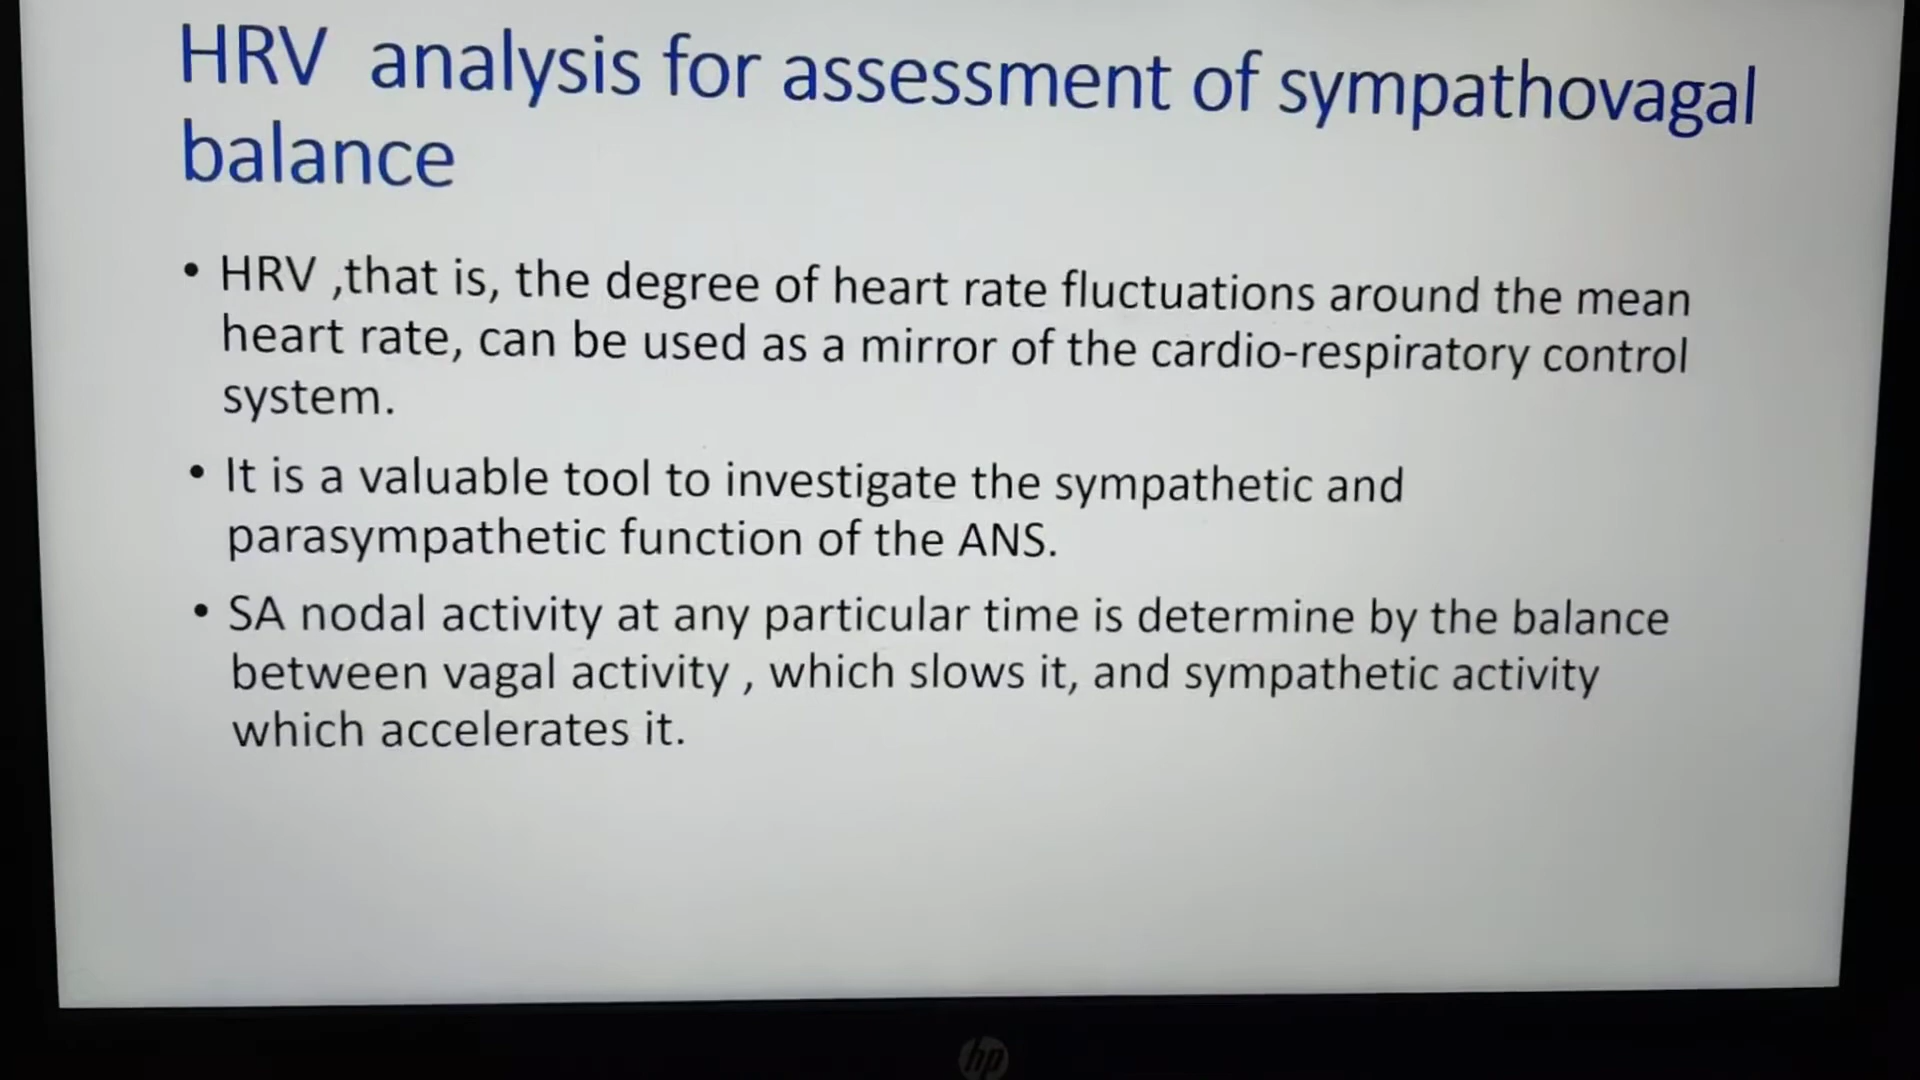 HRV analysis for assessment of sympathovagal
balance
• HRV ,that is, the degree of heart rate fluctuations around the mean
heart rate, can be used as a mirror of the cardio-respiratory control
system.
• It is a valuable tool to investigate the sympathetic and
parasympathetic function of the ANS.
• SA nodal activity at any particular time is determine by the balance
between vagal activity , which slows it, and sympathetic activity
which accelerates it.
hp